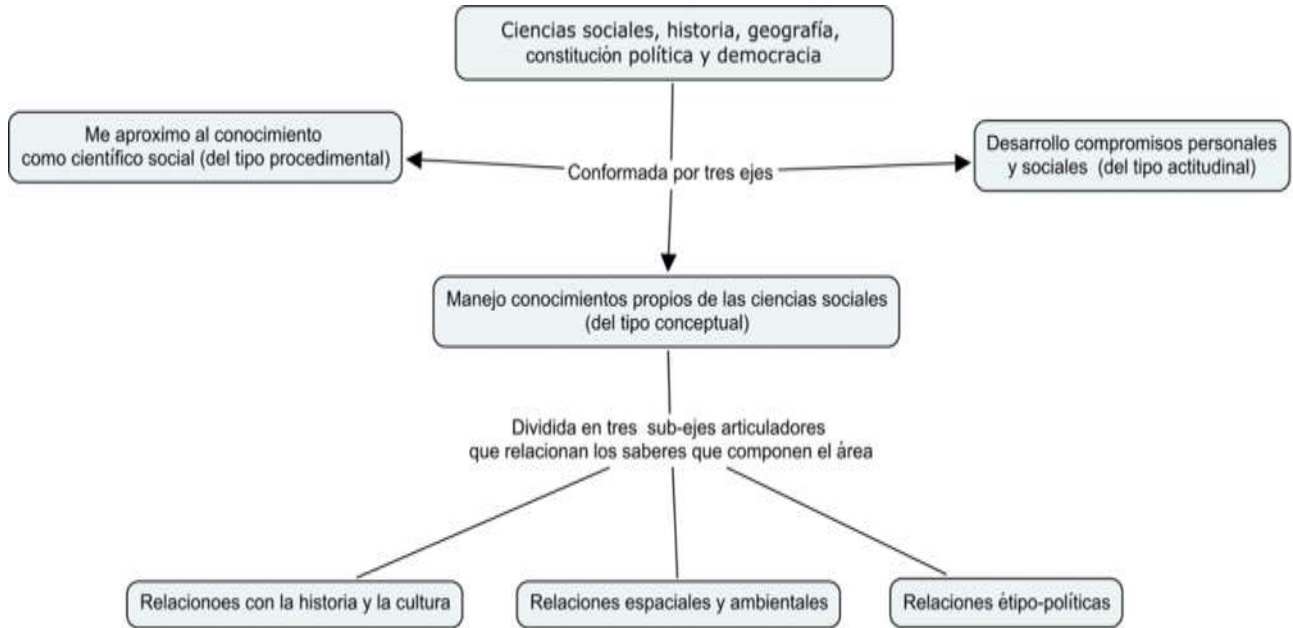 Ciencias sociales, historia, geografía,
constitución política y democracia
Me aproximo al conocimiento
como científico social (del tipo procedimental)
Conformada por tres ejes
Desarrollo compromisos personales
y sociales (del tipo actitudinal)
Manejo conocimientos propios de las ciencias sociales
(del tipo conceptual)
Dividida en tres sub-ejes articuladores
que relacionan los saberes que componen el área
Relacionoes con la historia y la cultura
Relaciones espaciales y ambientales
Relaciones étipo-políticas